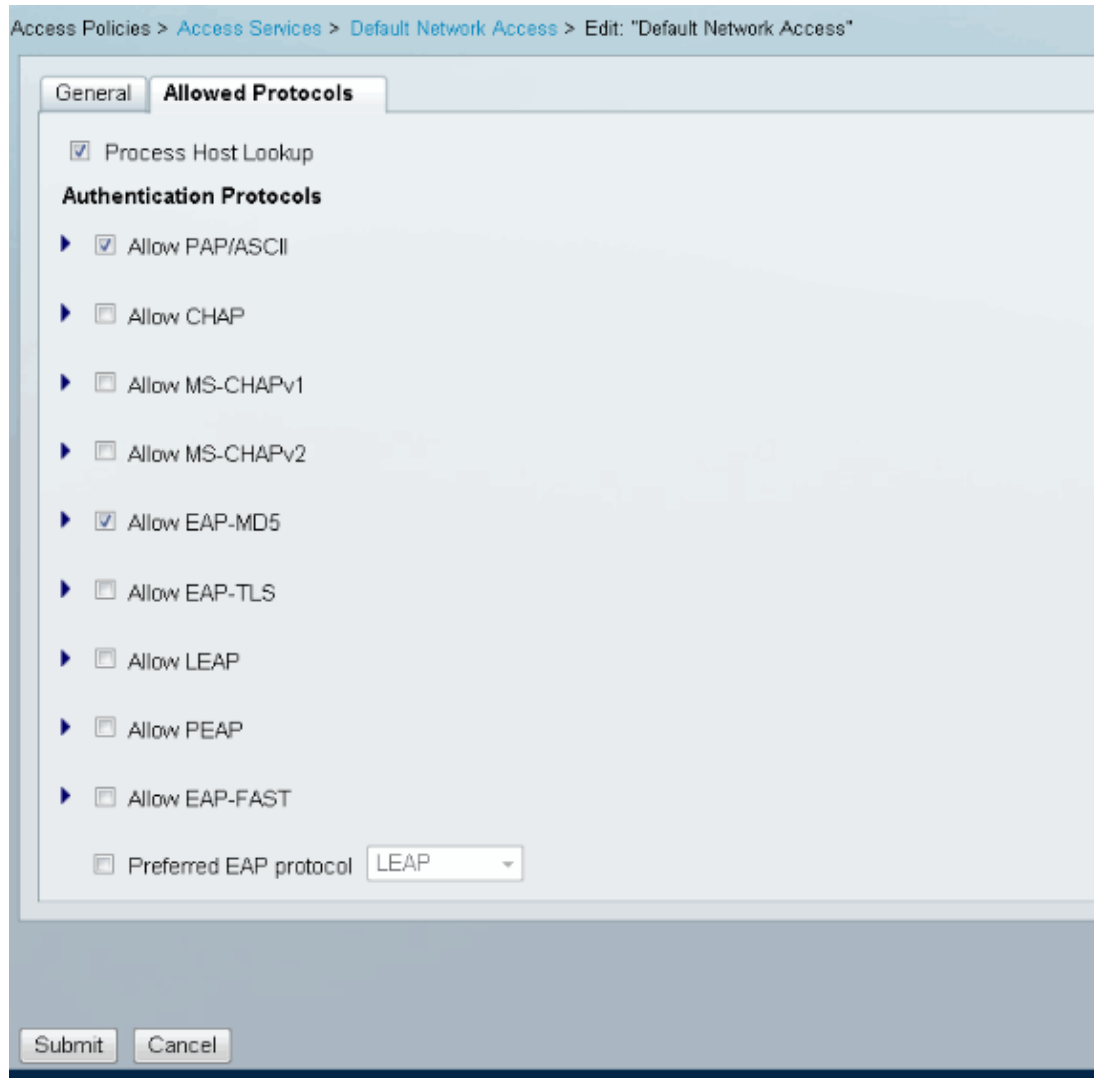 Access Policies > Access Services > Default Network Access > Edit: "Default Network Access"
General Allowed Protocols
Process Host Lookup
Authentication Protocols
Allow PAP/ASCII
Allow CHAP
Allow MS-CHAPv1
Allow MS-CHAPv2
Allow EAP-MD5
Allow EAP-TLS
Allow LEAP
Allow PEAP
Allow EAP-FAST
Preferred EAP protocol LEAP
Submit Cancel